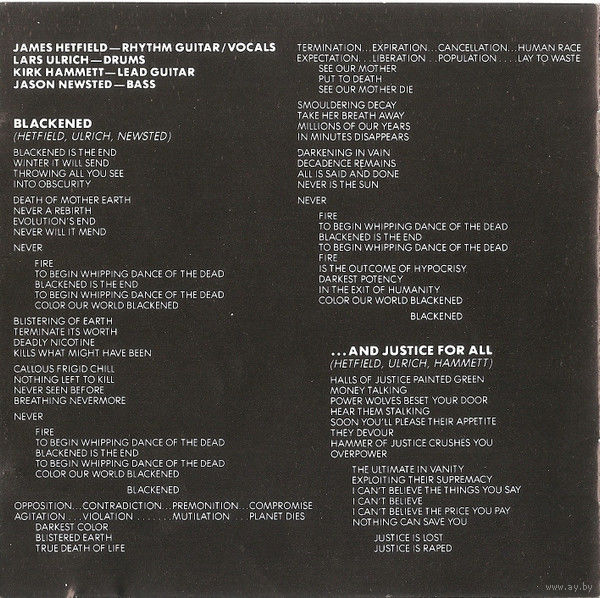 JAMES HETFIELD—RHYTHM GUITAR/VOCALS
LARS ULRICH—DRUMS
KIRK HAMMETT—LEAD GUITAR
JASON NEWSTED—BASS
BLACKENED
(HETFIELD, ULRICH, NEWSTED)
BLACKENED IS THE END
WINTER IT WILL SEND
THROWING ALL YOU SEE
INTO OBSCURITY
DEATH OF MOTHER EARTH
NEVER A REBIRTH
EVOLUTION'S END
NEVER WILL IT MEND
NEVER
FIRE
TO BEGIN WHIPPING DANCE OF THE DEAD
BLACKENED IS THE END
TO BEGIN WHIPPING DANCE OF THE DEAD
COLOR OUR WORLD BLACKENED
BLISTERING OF EARTH
TERMINATE ITS WORTH
DEADLY NICOTINE
KILLS WHAT MIGHT HAVE BEEN
CALLOUS FRIGID CHILL
NOTHING LEFT TO KILL
NEVER SEEN BEFORE
BREATHING NEVERMORE
NEVER
FIRE
TO BEGIN WHIPPING DANCE OF THE DEAD
BLACKENED IS THE END
TO BEGIN WHIPPING DANCE OF THE DEAD
COLOR OUR WORLD BLACKENED
BLACKENED
OPPOSITION...CONTRADICTION...PREMONITION...COMPROMISE
AGITATION....VIOLATION.......MUTILATION....PLANET DIES
DARKEST COLOR
BLISTERED EARTH
TRUE DEATH OF LIFE
TERMINATION...EXPIRATION...CANCELLATION...HUMAN RACE
EXPECTATION...LIBERATION...POPULATION....LAY TO WASTE
SEE OUR MOTHER
PUT TO DEATH
SEE OUR MOTHER DIE
SMOULDERING DECAY
TAKE HER BREATH AWAY
MILLIONS OF OUR YEARS
IN MINUTES DISAPPEARS
DARKENING IN VAIN
DECADENCE REMAINS
ALL IS SAID AND DONE
NEVER IS THE SUN
NEVER
FIRE
TO BEGIN WHIPPING DANCE OF THE DEAD
BLACKENED IS THE END
TO BEGIN WHIPPING DANCE OF THE DEAD
FIRE
IS THE OUTCOME OF HYPOCRISY
DARKEST POTENCY
IN THE EXIT OF HUMANITY
COLOR OUR WORLD BLACKENED
BLACKENED
...AND JUSTICE FOR ALL
(HETFIELD, ULRICH, HAMMETT)
HALLS OF JUSTICE PAINTED GREEN
MONEY TALKING
POWER WOLVES BESET YOUR DOOR
HEAR THEM STALKING
SOON YOU'LL PLEASE THEIR APPETITE
THEY DEVOUR
HAMMER OF JUSTICE CRUSHES YOU
OVERPOWER
THE ULTIMATE IN VANITY
EXPLOITING THEIR SUPREMACY
I CAN'T BELIEVE THE THINGS YOU SAY
I CAN'T BELIEVE
I CAN'T BELIEVE THE PRICE YOU PAY
NOTHING CAN SAVE YOU
JUSTICE IS LOST
JUSTICE IS RAPED
www.ay.by